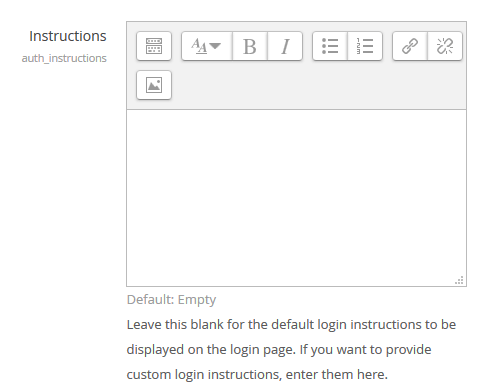 Instructions
auth_instructions
Default: Empty
Leave this blank for the default login instructions to be
displayed on the login page. If you want to provide
custom login instructions, enter them here.